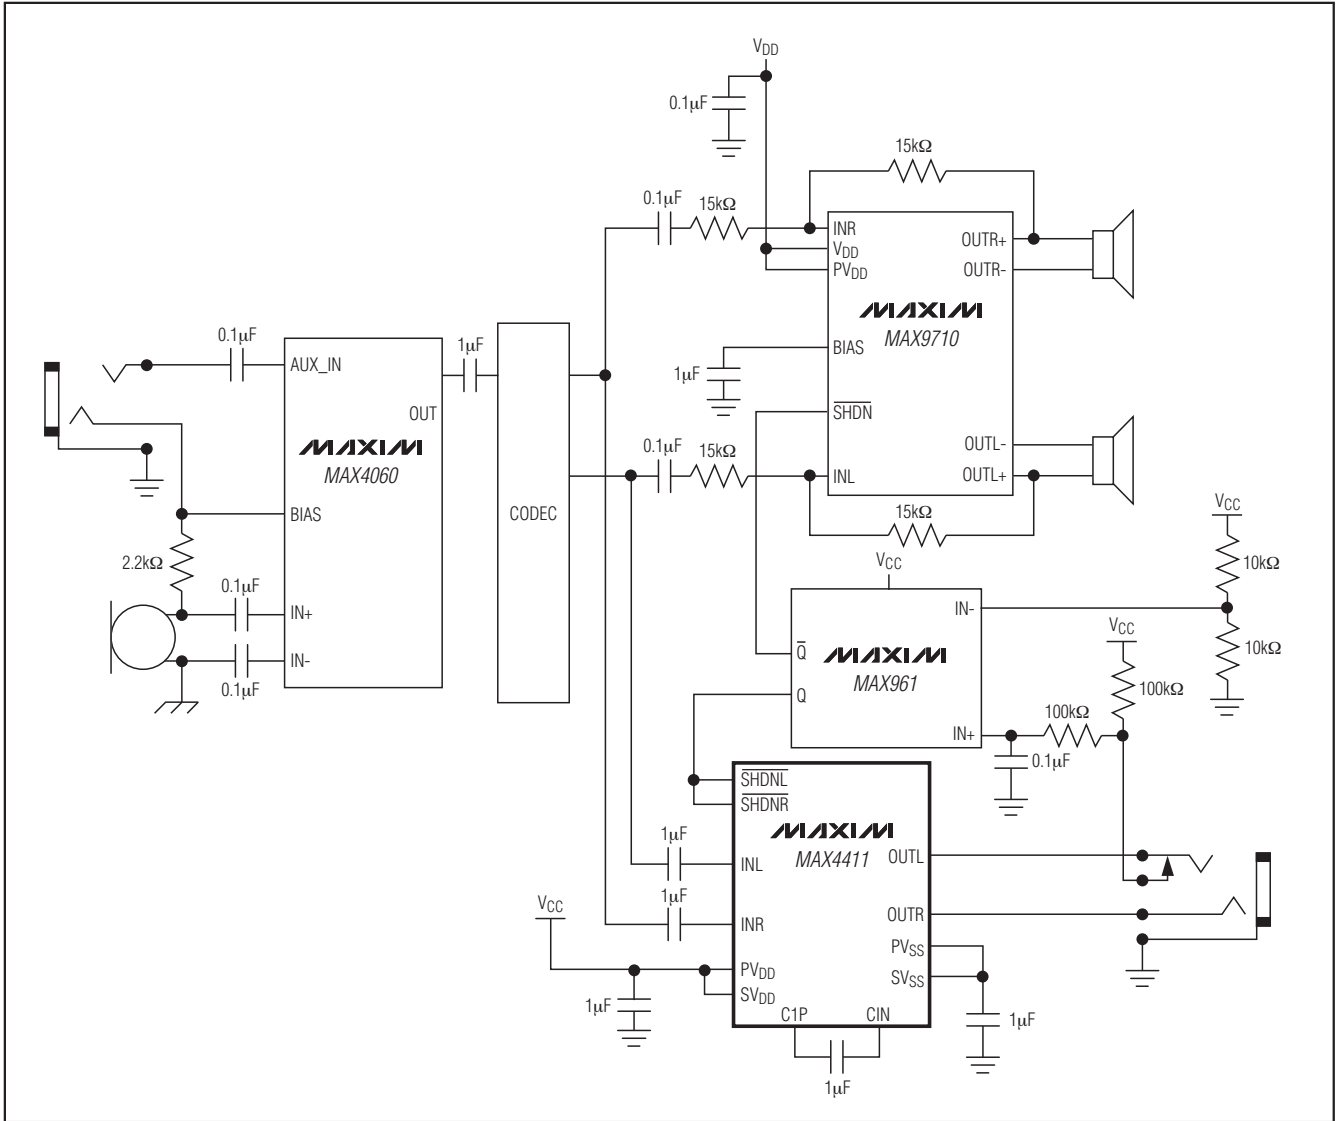 VDD
0.1µF
15kΩ
0.1µF
15kΩ
INR
VDD
PVDD
OUTR+
OUTR-
MAXIM
MAX9710
BIAS
1µF
SHDN
OUTL-
OUTL+
INL
0.1µF
15kΩ
15kΩ
0.1µF
AUX_IN
OUT
MAXIM
MAX4060
BIAS
2.2kΩ
0.1µF
IN+
IN-
0.1µF
1µF
CODEC
VCC
IN-
Q
MAXIM
MAX961
Q
IN+
VCC
10kΩ
10kΩ
VCC
100kΩ
100kΩ
0.1µF
SHDNL
SHDNR
MAXIM
MAX4411
OUTL
1µF
INL
1µF
INR
OUTR
VCC
PVSS
PVDD
SVSS
SVDD
1µF
C1P
CIN
1µF
1µF